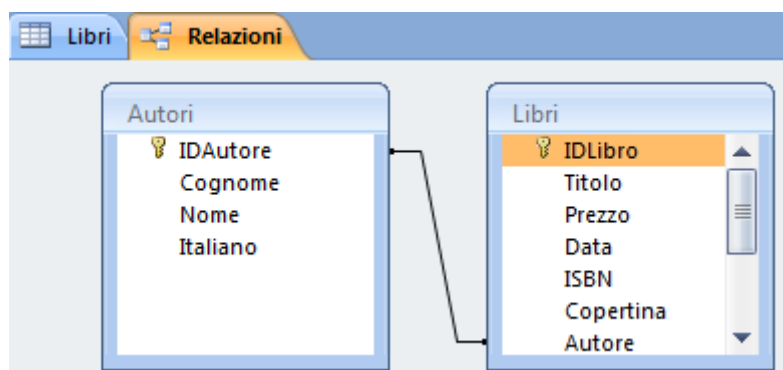 Libri Relazioni
Autori
IDAutore
Cognome
Nome
Italiano
Libri
IDLibro
Titolo
Prezzo
Data
ISBN
Copertina
Autore